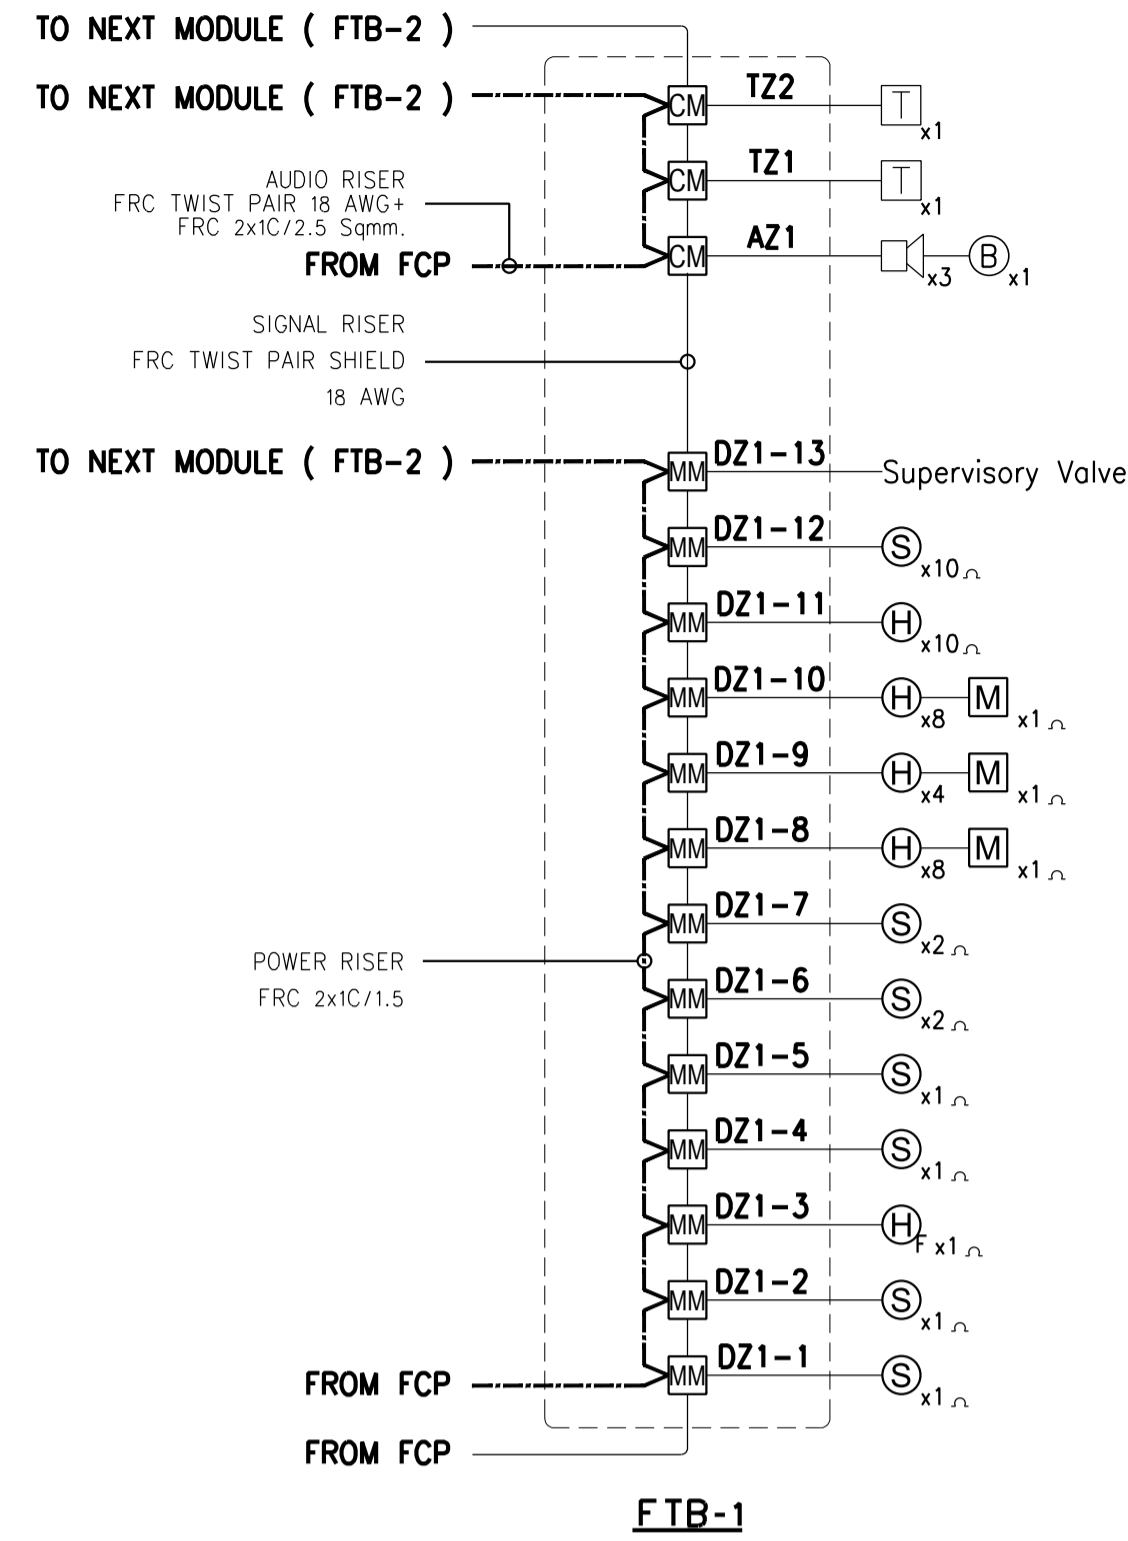 TO NEXT MODULE ( FTB-2 )
TO NEXT MODULE ( FTB-2 )
CM TZ2 T x1
CM TZ1 T x1
AUDIO RISER
FRC TWIST PAIR 18 AWG+
FRC 2x1C/2.5 Sqmm.
FROM FCP
CM AZ1 x3 B x1
SIGNAL RISER
FRC TWIST PAIR SHIELD
18 AWG
TO NEXT MODULE ( FTB-2 )
MM DZ1-13 Supervisory Valve
MM DZ1-12 S x10
MM DZ1-11 H x10
MM DZ1-10 H x8 M x1
MM DZ1-9 H x4 M x1
MM DZ1-8 H x8 M x1
MM DZ1-7 S x2
POWER RISER
FRC 2x1C/1.5
MM DZ1-6 S x2
MM DZ1-5 S x1
MM DZ1-4 S x1
MM DZ1-3 H F x1
MM DZ1-2 S x1
MM DZ1-1 S x1
FROM FCP
FROM FCP
FTB-1